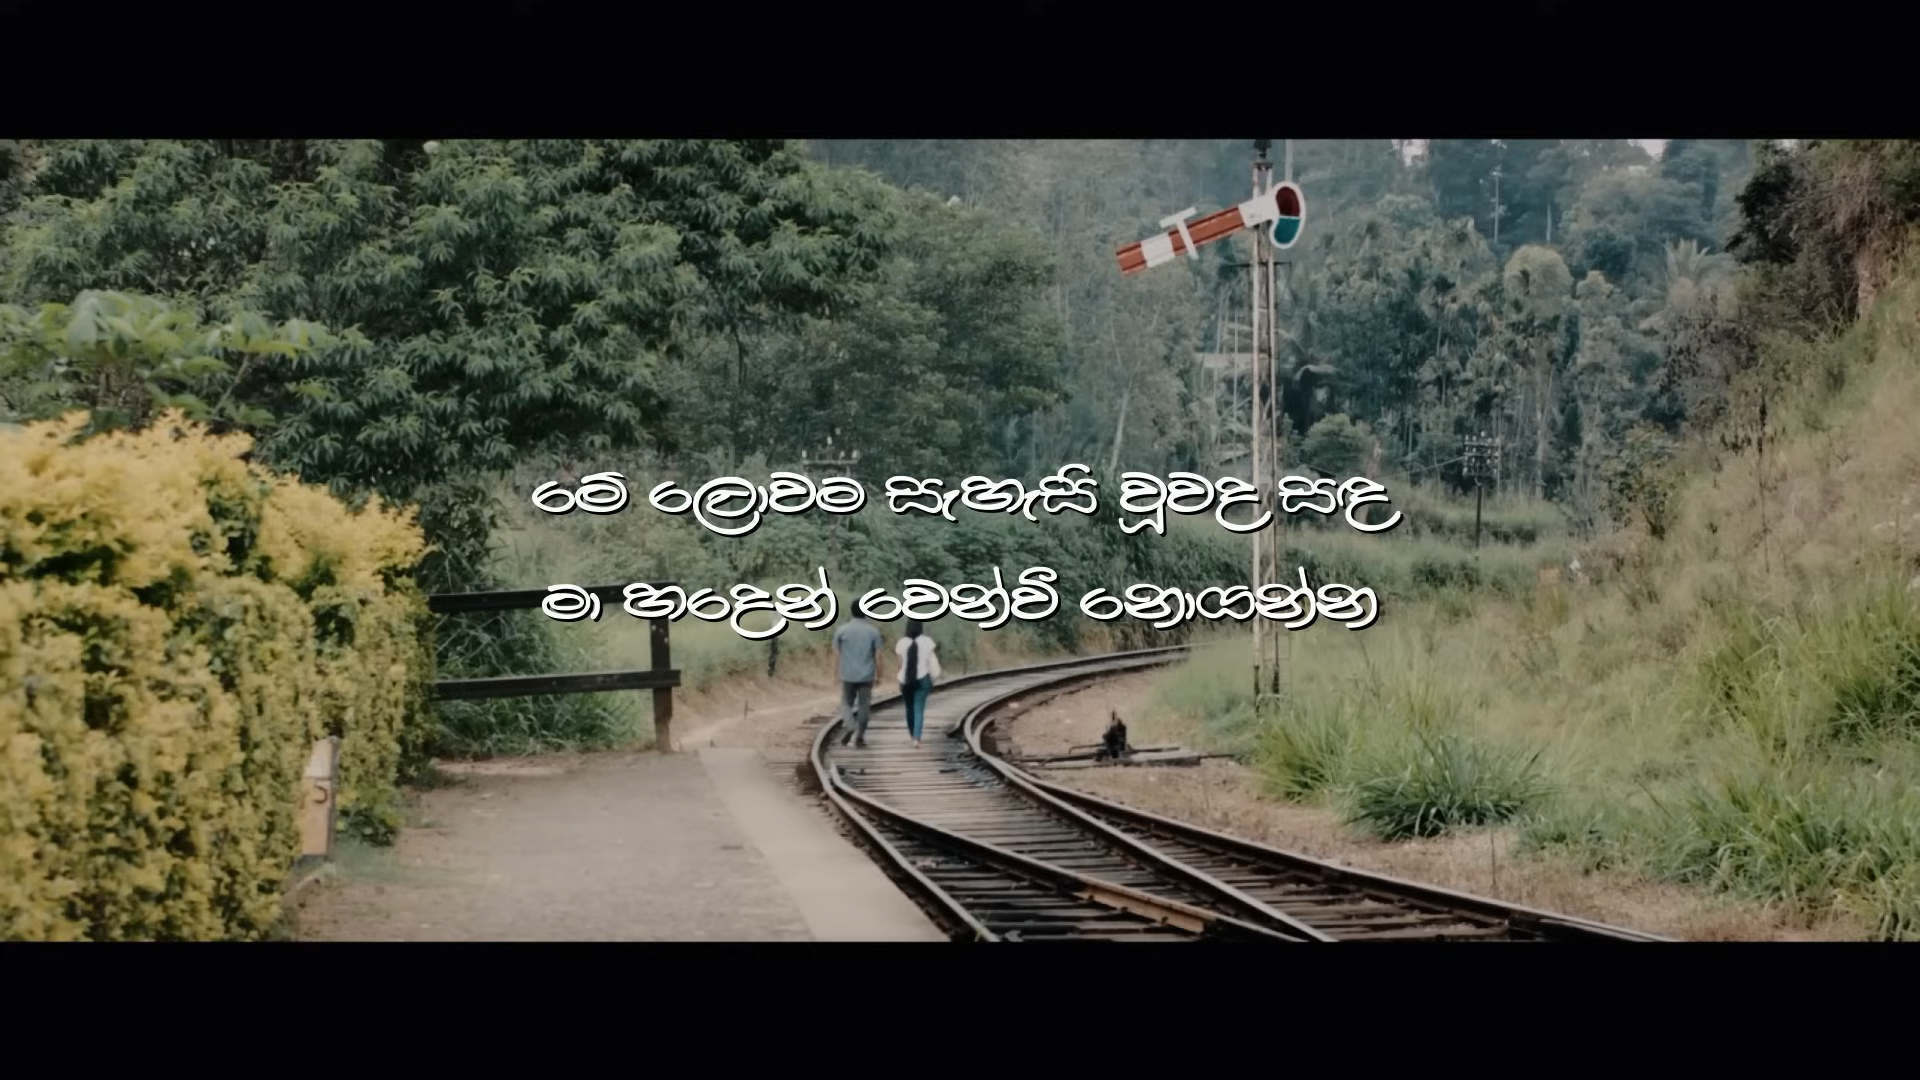 මේ ලොවම සැහැසි වූවද සඳ
මා හදෙන් වෙන්වී නොයන්න